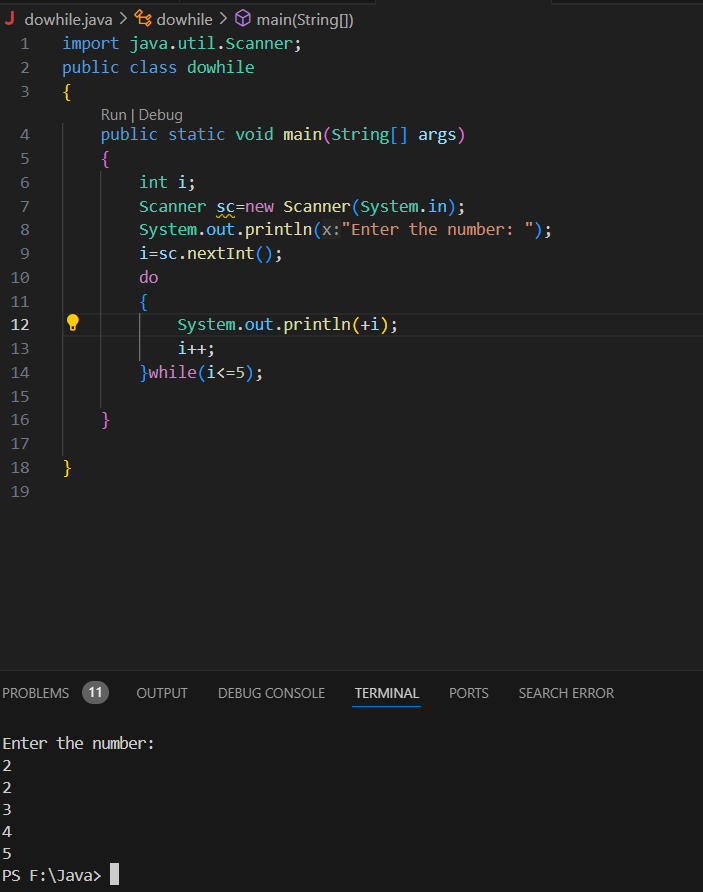 dowhile.java > dowhile > main(String[])
1 import java.util.Scanner;
2 public class dowhile
3 {
Run | Debug
4 public static void main(String[] args)
5 {
6 int i;
7 Scanner sc=new Scanner(System.in);
8 System.out.println(x:"Enter the number: ");
9 i=sc.nextInt();
10 do
11 {
12 System.out.println(+i);
13 i++;
14 }while(i<=5);
15
16 }
17
18 }
19
PROBLEMS 11 OUTPUT DEBUG CONSOLE TERMINAL PORTS SEARCH ERROR
Enter the number:
2
2
3
4
5
PS F:\Java>